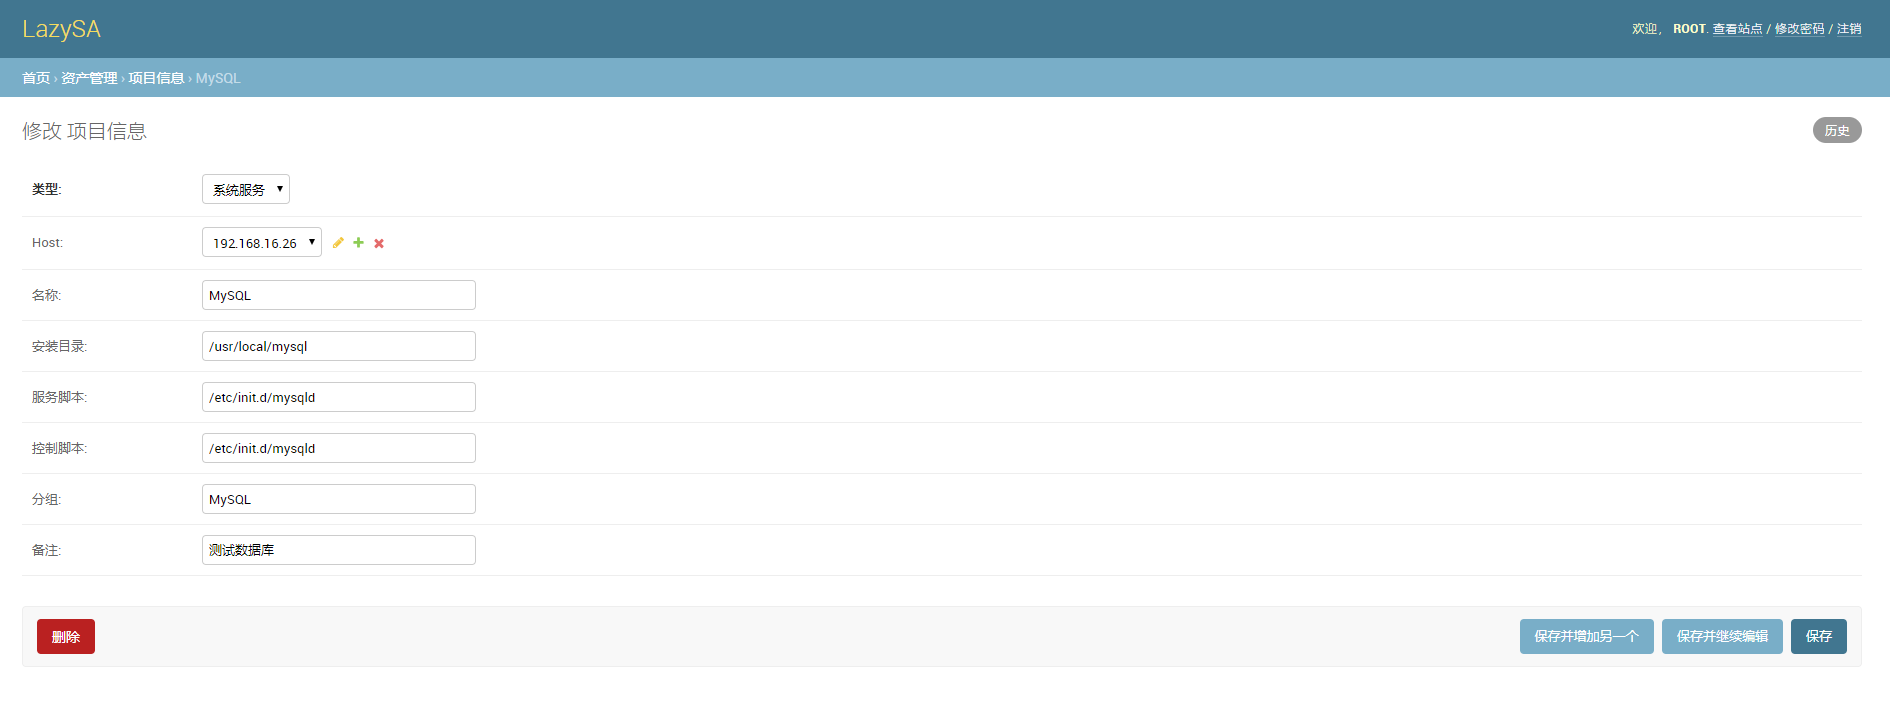 LazySA
欢迎， ROOT. 查看站点 / 修改密码 / 注销
首页 › 资产管理 › 项目信息 › MySQL
修改 项目信息
历史
类型: 系统服务
Host: 192.168.16.26
名称: MySQL
安装目录: /usr/local/mysql
服务脚本: /etc/init.d/mysqld
控制脚本: /etc/init.d/mysqld
分组: MySQL
备注: 测试数据库
删除 保存并增加另一个 保存并继续编辑 保存